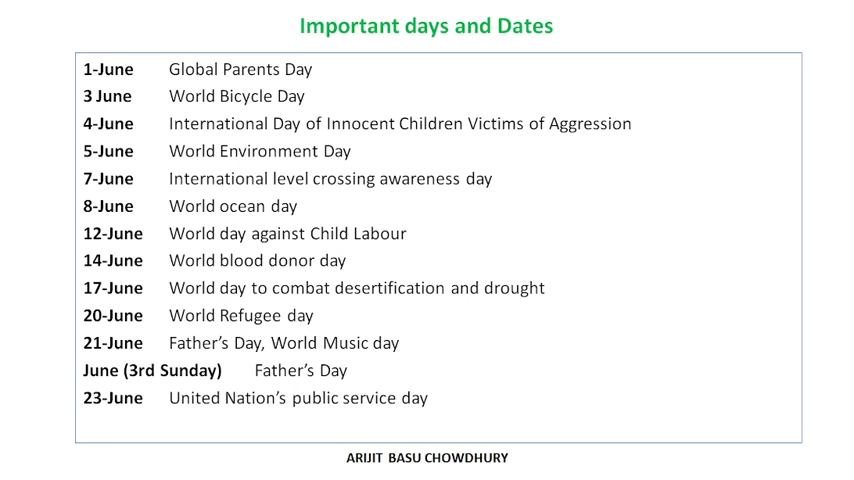 Important days and Dates
1-June Global Parents Day
3 June World Bicycle Day
4-June International Day of Innocent Children Victims of Aggression
5-June World Environment Day
7-June International level crossing awareness day
8-June World ocean day
12-June World day against Child Labour
14-June World blood donor day
17-June World day to combat desertification and drought
20-June World Refugee day
21-June Father’s Day, World Music day
June (3rd Sunday) Father’s Day
23-June United Nation’s public service day
ARIJIT BASU CHOWDHURY